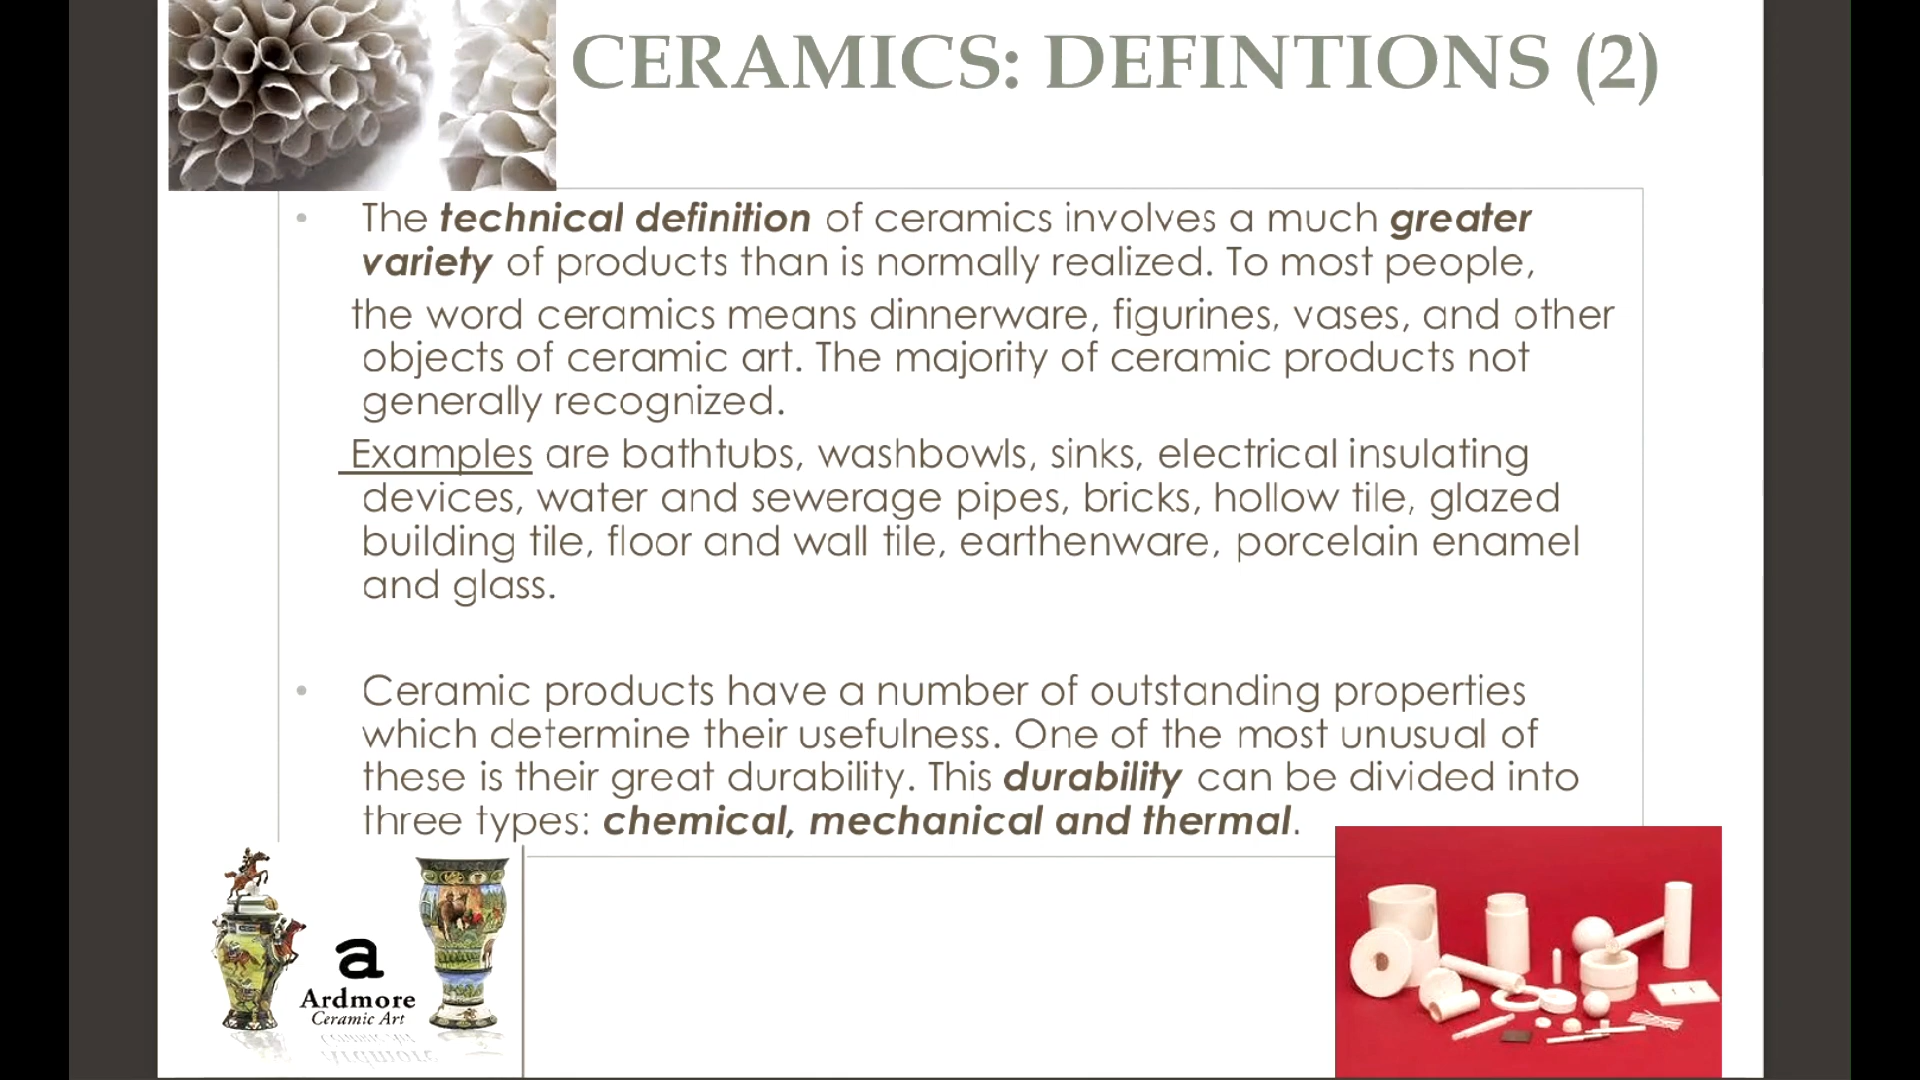 CERAMICS: DEFINTIONS (2)
• The technical definition of ceramics involves a much greater
variety of products than is normally realized. To most people,
the word ceramics means dinnerware, figurines, vases, and other
objects of ceramic art. The majority of ceramic products not
generally recognized.
Examples are bathtubs, washbowls, sinks, electrical insulating
devices, water and sewerage pipes, bricks, hollow tile, glazed
building tile, floor and wall tile, earthenware, porcelain enamel
and glass.
• Ceramic products have a number of outstanding properties
which determine their usefulness. One of the most unusual of
these is their great durability. This durability can be divided into
three types: chemical, mechanical and thermal.
a
Ardmore
Ceramic Art